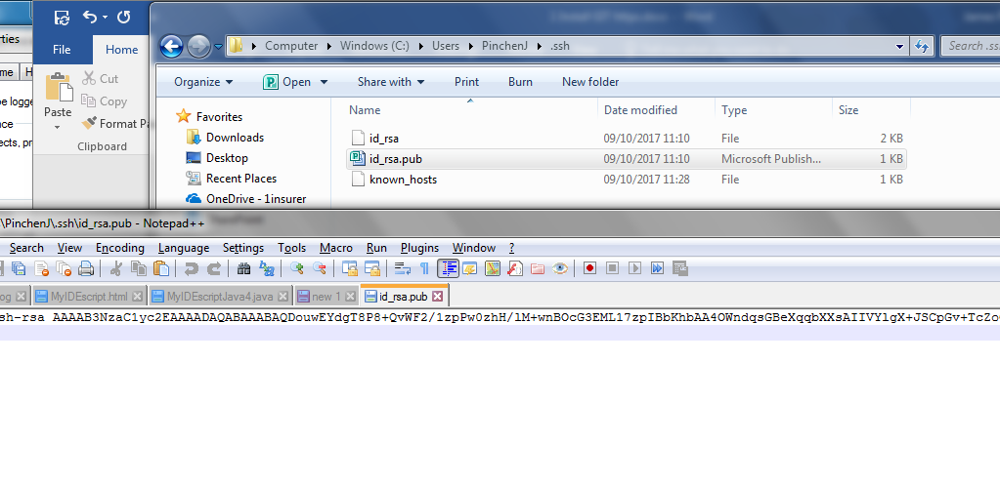 rties
File
Home
me
H
Cut
Copy
Paste
Format Pa
Clipboard
be logge
ace
ects, pr
Computer
Windows (C:)
Users
PinchenJ
.ssh
Search .ss
Organize
Open
Share with
Print
Burn
New folder
Favorites
Downloads
Desktop
Recent Places
OneDrive - 1insurer
Name
Date modified
Type
Size
id_rsa
09/10/2017 11:10
File
2 KB
id_rsa.pub
09/10/2017 11:10
Microsoft Publish...
1 KB
known_hosts
09/10/2017 11:28
File
1 KB
\PinchenJ\.ssh\id_rsa.pub - Notepad++
Search View Encoding Language Settings Tools Macro Run Plugins Window ?
og
MyIDEscript.html
MyIDEscriptJava4.java
new 1
id_rsa.pub
sh-rsa AAAAB3NzaC1yc2EAAAADAQABAAABAQDouwEYdgT8P8+QvWF2/1zpPw0zhH/lM+wnBOcG3EML17zpIBbKhbAA4OWndqsGBeXqqbXXsAIIVYlgX+JSCpGv+TcZo